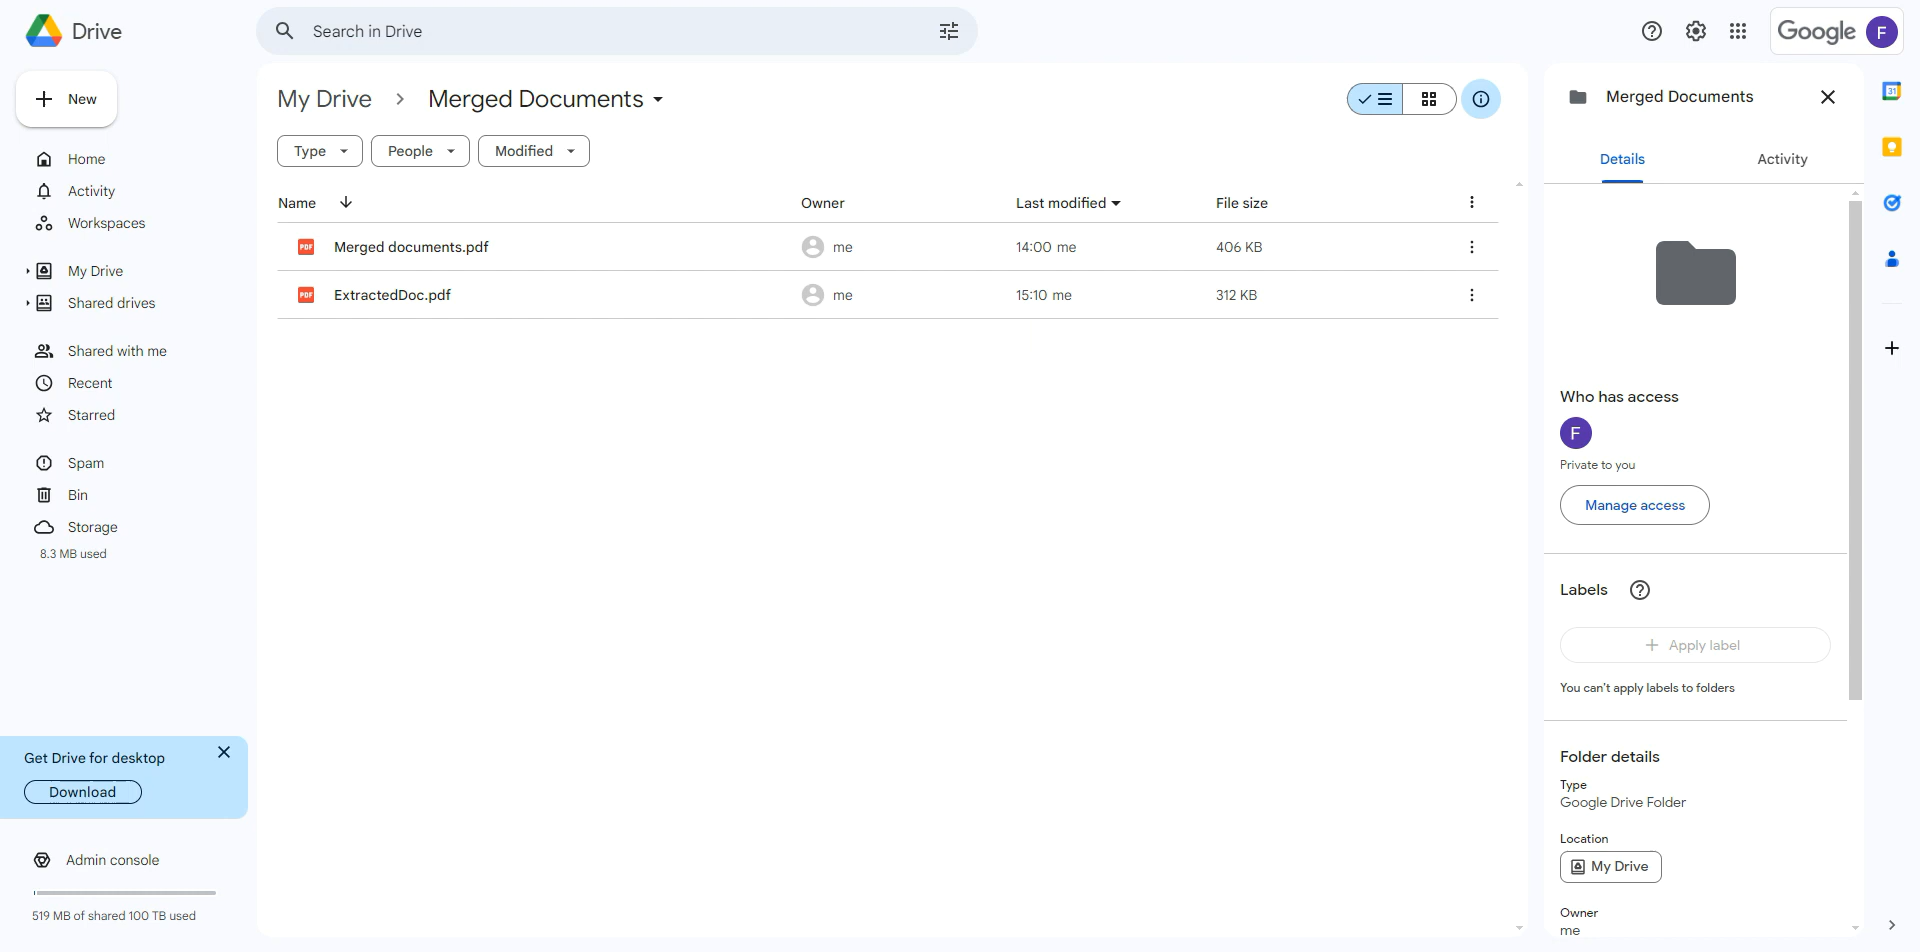 Drive
Search in Drive
Google F
New
Home
Activity
Workspaces
My Drive
Shared drives
Shared with me
Recent
Starred
Spam
Bin
Storage
8.3 MB used
Get Drive for desktop
Download
Admin console
519 MB of shared 100 TB used
My Drive > Merged Documents
Type People Modified
Name Owner Last modified File size
PDF Merged documents.pdf me 14:00 me 406 KB
PDF ExtractedDoc.pdf me 15:10 me 312 KB
Merged Documents
Details Activity
Who has access
F
Private to you
Manage access
Labels
+ Apply label
You can't apply labels to folders
Folder details
Type
Google Drive Folder
Location
My Drive
Owner
me
31